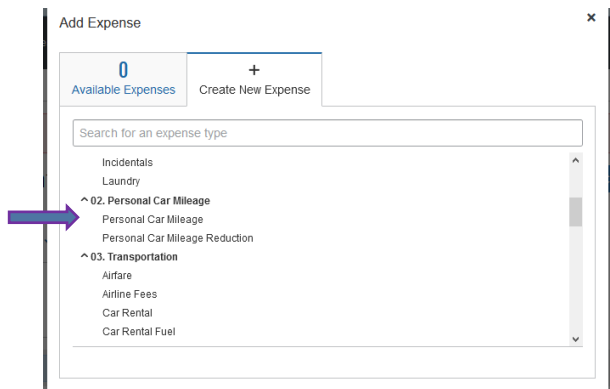 Add Expense
×
0
+
Available Expenses
Create New Expense
Search for an expense type
Incidentals
Laundry
02. Personal Car Mileage
Personal Car Mileage
Personal Car Mileage Reduction
03. Transportation
Airfare
Airline Fees
Car Rental
Car Rental Fuel